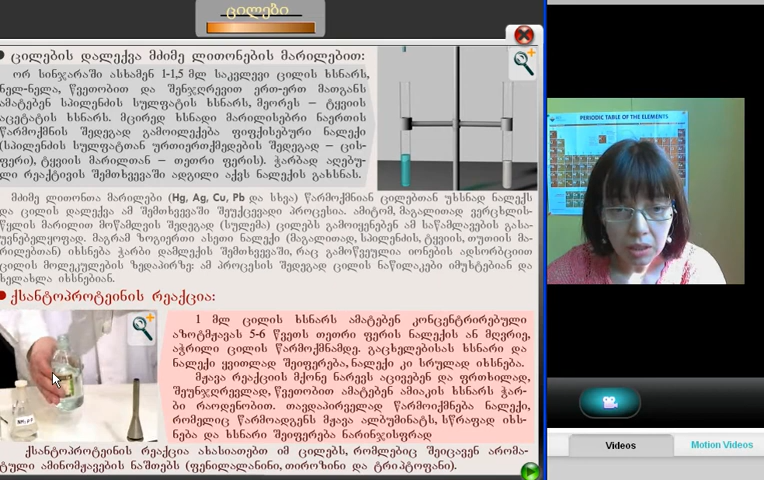 ცილები
• ცილების დალექვა მძიმე ლითონების მარილებით:
ორ სინჯარაში ასხამენ 1-1,5 მლ საკვლევი ცილის ხსნარს,
ნელ-ნელა, წვეთობით და შენჯღრევით ერთ-ერთ მათგანს
ამატებენ სპილენძის სულფატის ხსნარს, მეორეს – ტყვიის
აცეტატის ხსნარს. მცირედ ხსნადი მარილისებრი ნაერთის
წარმოქმნის შედეგად გამოილექება ფიფქისებური ნალექი
(სპილენძის სულფატთან ურთიერთქმედების შედეგად – ცის-
ფერი), ტყვიის მარილთან – თეთრი ფერის). ჭარბად აღებუ-
ლი რეაქტივის შემთხვევაში ადგილი აქვს ნალექის გახსნას.
მძიმე ლითონთა მარილები (Hg, Ag, Cu, Pb და სხვა) წარმოქმნიან ცილებთან უხსნად ნალექს
და ცილის დალექვა ამ შემთხვევაში შეუქცევადი პროცესია. ამიტომ, მაგალითად ვერცხლის-
წყლის მარილით მოწამვლის შედეგად (სულემა) ცილებს გამოიყენებენ ამ საწამლავების გასა-
უვნებელყოფად. მაგრამ ზოგიერთი ასეთი ნალექი (მაგალითად, სპილენძის, ტყვიის, თუთიის მა-
რილებთან) იხსნება ჭარბი დამლექის შემთხვევაში, რაც გამოწვეულია იონების ადსორბციით
ცილის მოლეკულების ზედაპირზე: ამ პროცესის შედეგად ცილის ნაწილაკები იმუხტებიან და
ხელახლა იხსნებიან.
• ქსანტოპროტეინის რეაქცია:
1 მლ ცილის ხსნარს ამატებენ კონცენტრირებული
აზოტმჟავას 5-6 წვეთს თეთრი ფერის ნალექის ან მღვრიე,
აჭრილი ცილის წარმოქმნამდე. გაცხელებისას ხსნარი და
ნალექი ყვითლად შეიფერება, ნალექი კი სრულად იხსნება.
მჟავა რეაქციის მქონე ნარევს აცივებენ და ფრთხილად,
შეუნჯღრევლად, წვეთობით ამატებენ ამიაკის ხსნარს ჭარ-
ბი რაოდენობით. თავდაპირველად წარმოიქმნება ნალექი,
რომელიც წარმოადგენს მჟავა ალბუმინატს, სწრაფად იხს-
ნება და ხსნარი შეიფერება ნარინჯისფრად
ქსანტოპროტეინის რეაქცია ახასიათებთ იმ ცილებს, რომლებიც შეიცავენ არომა-
ტული ამინომჟავების ნაშთებს (ფენილალანინი, თიროზინი და ტრიპტოფანი).
PERIODIC TABLE OF THE ELEMENTS
Videos
Motion Videos